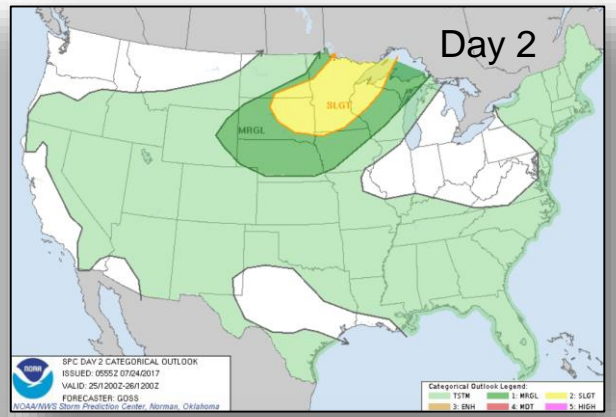 Day 2
SLGT
MRGL
SPC DAY 2 CATEGORICAL OUTLOOK
ISSUED: 0555Z 07/24/2017
VALID: 25/1200Z-26/1200Z
FORECASTER: GOSS
NOAA/NWS Storm Prediction Center, Norman, Oklahoma
NOAA
Categorical Outlook Legend:
TSTM 1: MRGL 2: SLGT
3: ENH 4: MDT 5: HIGH